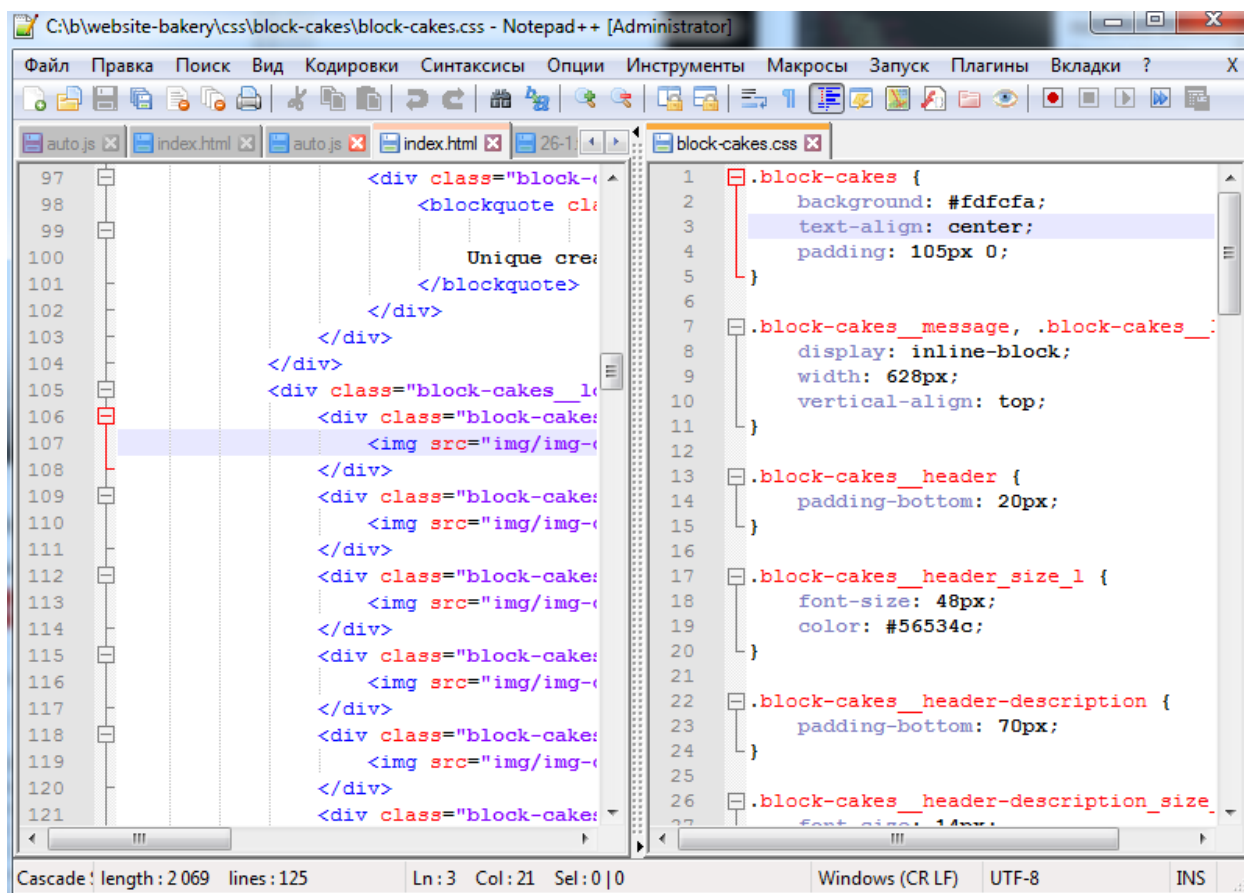 C:\b\website-bakery\css\block-cakes\block-cakes.css - Notepad++ [Administrator]
Файл Правка Поиск Вид Кодировки Синтаксисы Опции Инструменты Макросы Запуск Плагины Вкладки ? X
auto.js index.html auto.js index.html 26-1
97 <div class="block-
98 <blockquote cla
99
100 Unique crea
101 </blockquote>
102 </div>
103 </div>
104 </div>
105 <div class="block-cakes__lo
106 <div class="block-cakes
107 <img src="img/img-
108 </div>
109 <div class="block-cakes
110 <img src="img/img-
111 </div>
112 <div class="block-cakes
113 <img src="img/img-
114 </div>
115 <div class="block-cakes
116 <img src="img/img-
117 </div>
118 <div class="block-cakes
119 <img src="img/img-
120 </div>
121 <div class="block-cakes
block-cakes.css
1 .block-cakes {
2 background: #fdfcfa;
3 text-align: center;
4 padding: 105px 0;
5 }
6
7 .block-cakes__message, .block-cakes__
8 display: inline-block;
9 width: 628px;
10 vertical-align: top;
11 }
12
13 .block-cakes__header {
14 padding-bottom: 20px;
15 }
16
17 .block-cakes__header_size_l {
18 font-size: 48px;
19 color: #56534c;
20 }
21
22 .block-cakes__header-description {
23 padding-bottom: 70px;
24 }
25
26 .block-cakes__header-description_size_
27 font-size: 14px;
Cascade length : 2 069 lines : 125 Ln : 3 Col : 21 Sel : 0 | 0 Windows (CR LF) UTF-8 INS